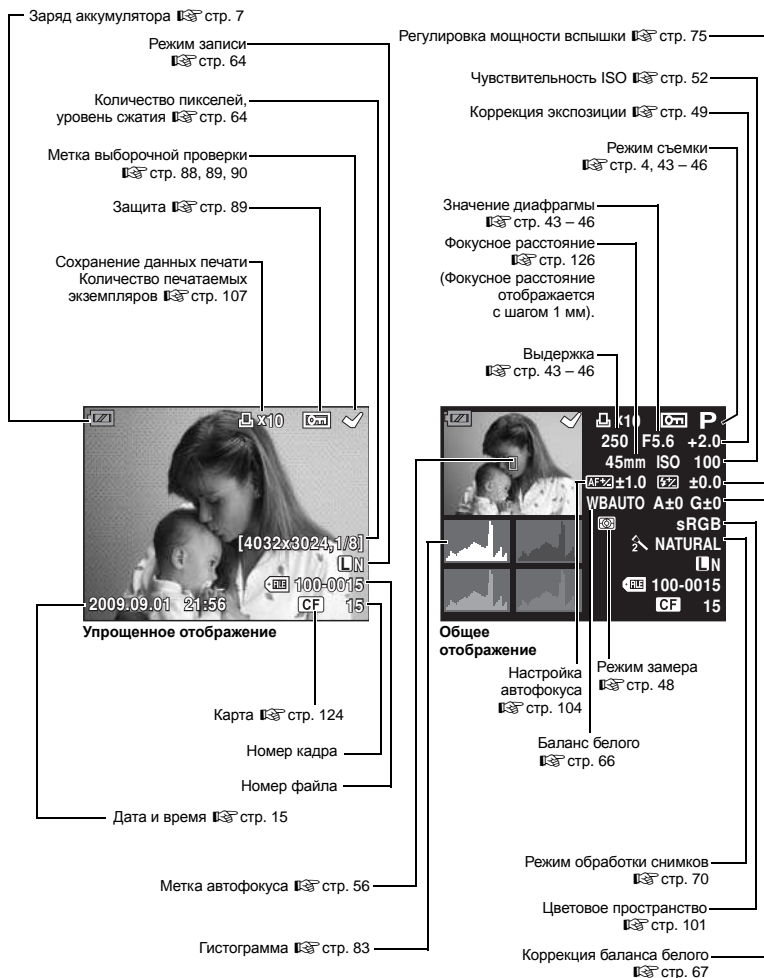 Заряд аккумулятора ☞ стр. 7
Режим записи
☞ стр. 64
Количество пикселей,
уровень сжатия ☞ стр. 64
Метка выборочной проверки
☞ стр. 88, 89, 90
Защита ☞ стр. 89
Сохранение данных печати
Количество печатаемых
экземпляров ☞ стр. 107
x10
[4032x3024,1/8]
L N
FILE 100-0015
2009.09.01 21:56 CF 15
Упрощенное отображение
Карта ☞ стр. 124
Номер кадра
Номер файла
Дата и время ☞ стр. 15
Метка автофокуса ☞ стр. 56
Гистограмма ☞ стр. 83
Регулировка мощности вспышки ☞ стр. 75
Чувствительность ISO ☞ стр. 52
Коррекция экспозиции ☞ стр. 49
Режим съемки
☞ стр. 4, 43 – 46
Значение диафрагмы
☞ стр. 43 – 46
Фокусное расстояние
☞ стр. 126
(Фокусное расстояние
отображается
с шагом 1 мм).
Выдержка
☞ стр. 43 – 46
x10 P
250 F5.6 +2.0
45mm ISO 100
AF ±1.0 ±0.0
WBAUTO A±0 G±0
sRGB
2 NATURAL
L N
FILE 100-0015
CF 15
Общее
отображение
Настройка
автофокуса
☞ стр. 104
Режим замера
☞ стр. 48
Баланс белого
☞ стр. 66
Режим обработки снимков
☞ стр. 70
Цветовое пространство
☞ стр. 101
Коррекция баланса белого
☞ стр. 67